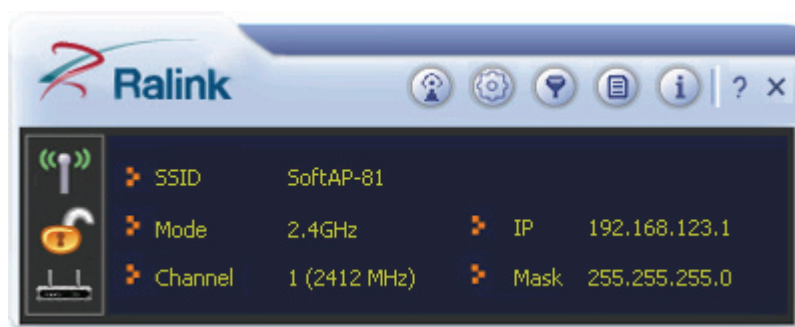 Ralink
? ×
SSID SoftAP-81
Mode 2.4GHz IP 192.168.123.1
Channel 1 (2412 MHz) Mask 255.255.255.0